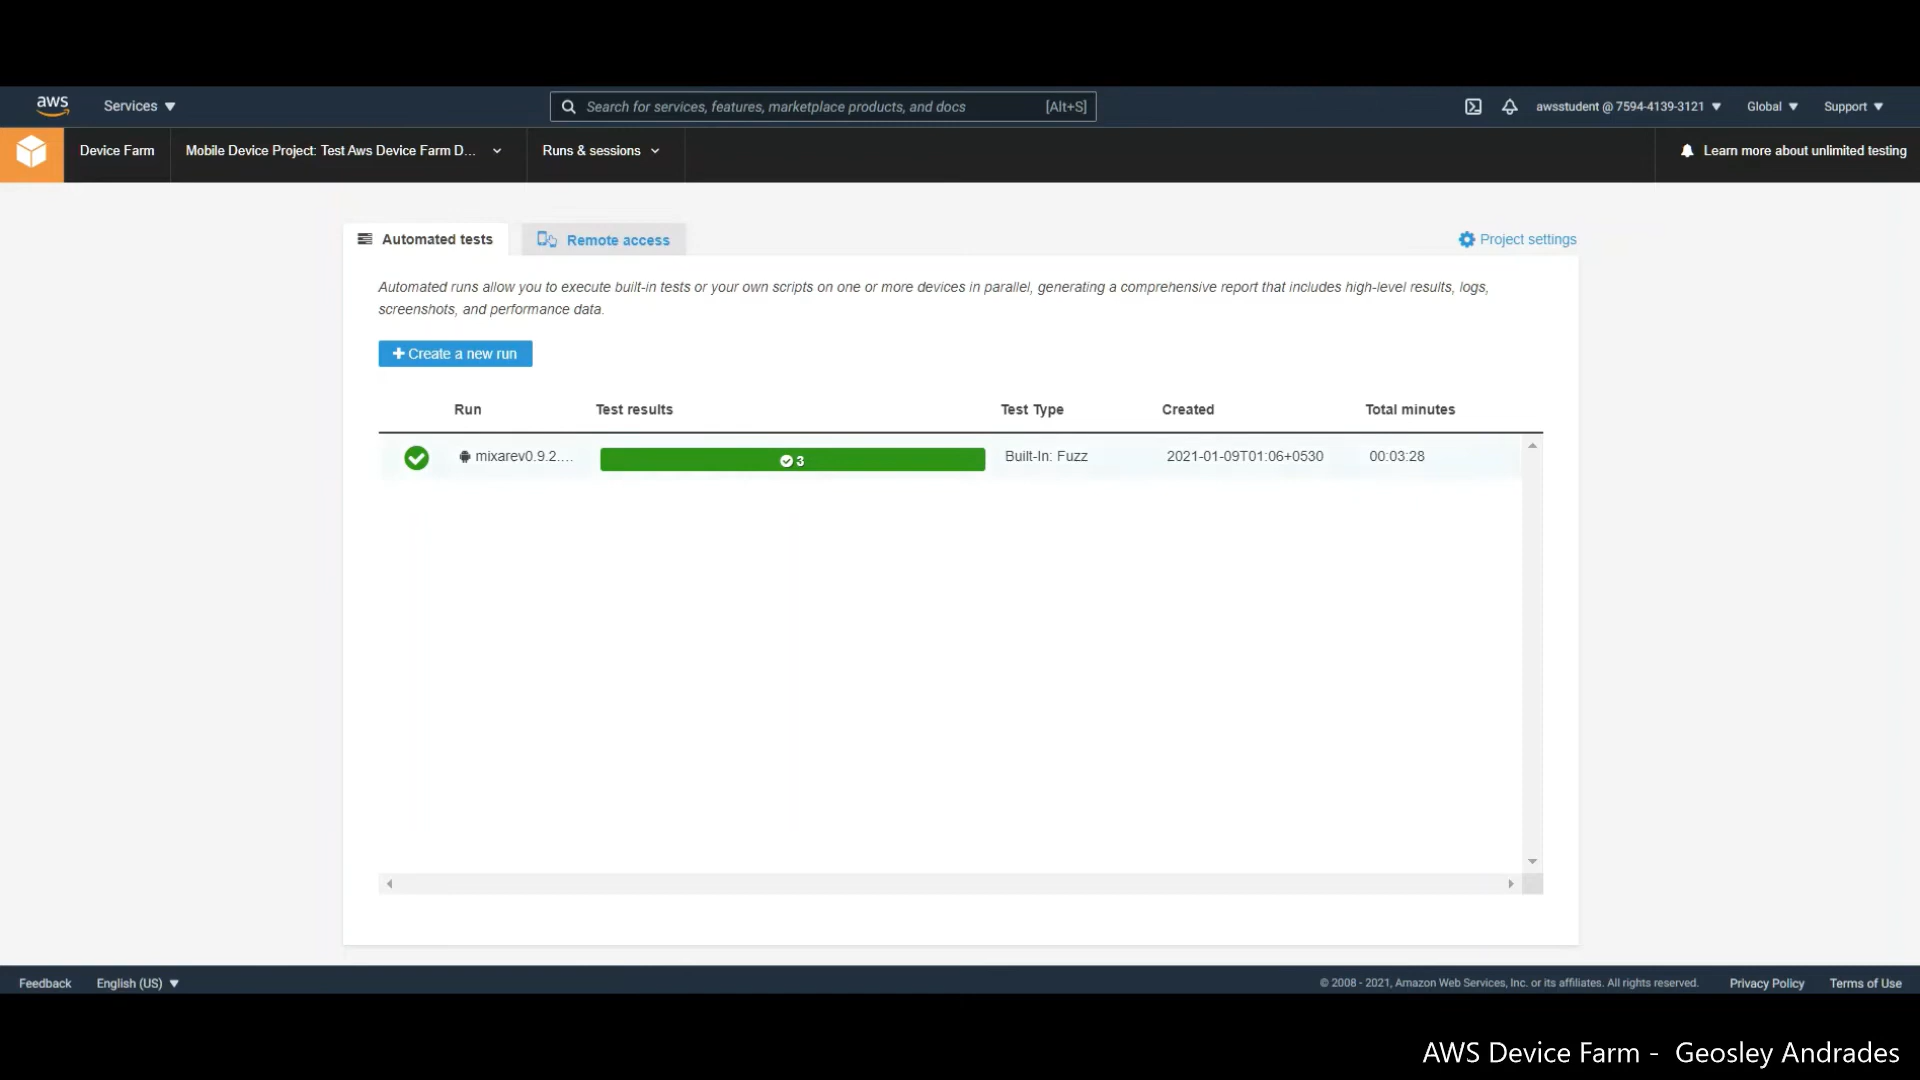 aws
Services
Search for services, features, marketplace products, and docs
[Alt+S]
awsstudent @ 7594-4139-3121
Global
Support
Device Farm
Mobile Device Project: Test Aws Device Farm D...
Runs & sessions
Learn more about unlimited testing
Automated tests
Remote access
Project settings
Automated runs allow you to execute built-in tests or your own scripts on one or more devices in parallel, generating a comprehensive report that includes high-level results, logs,
screenshots, and performance data.
+ Create a new run
Run
Test results
Test Type
Created
Total minutes
mixarev0.9.2....
3
Built-In: Fuzz
2021-01-09T01:06+0530
00:03:28
Feedback
English (US)
© 2008 - 2021, Amazon Web Services, Inc. or its affiliates. All rights reserved.
Privacy Policy
Terms of Use
AWS Device Farm - Geosley Andrades